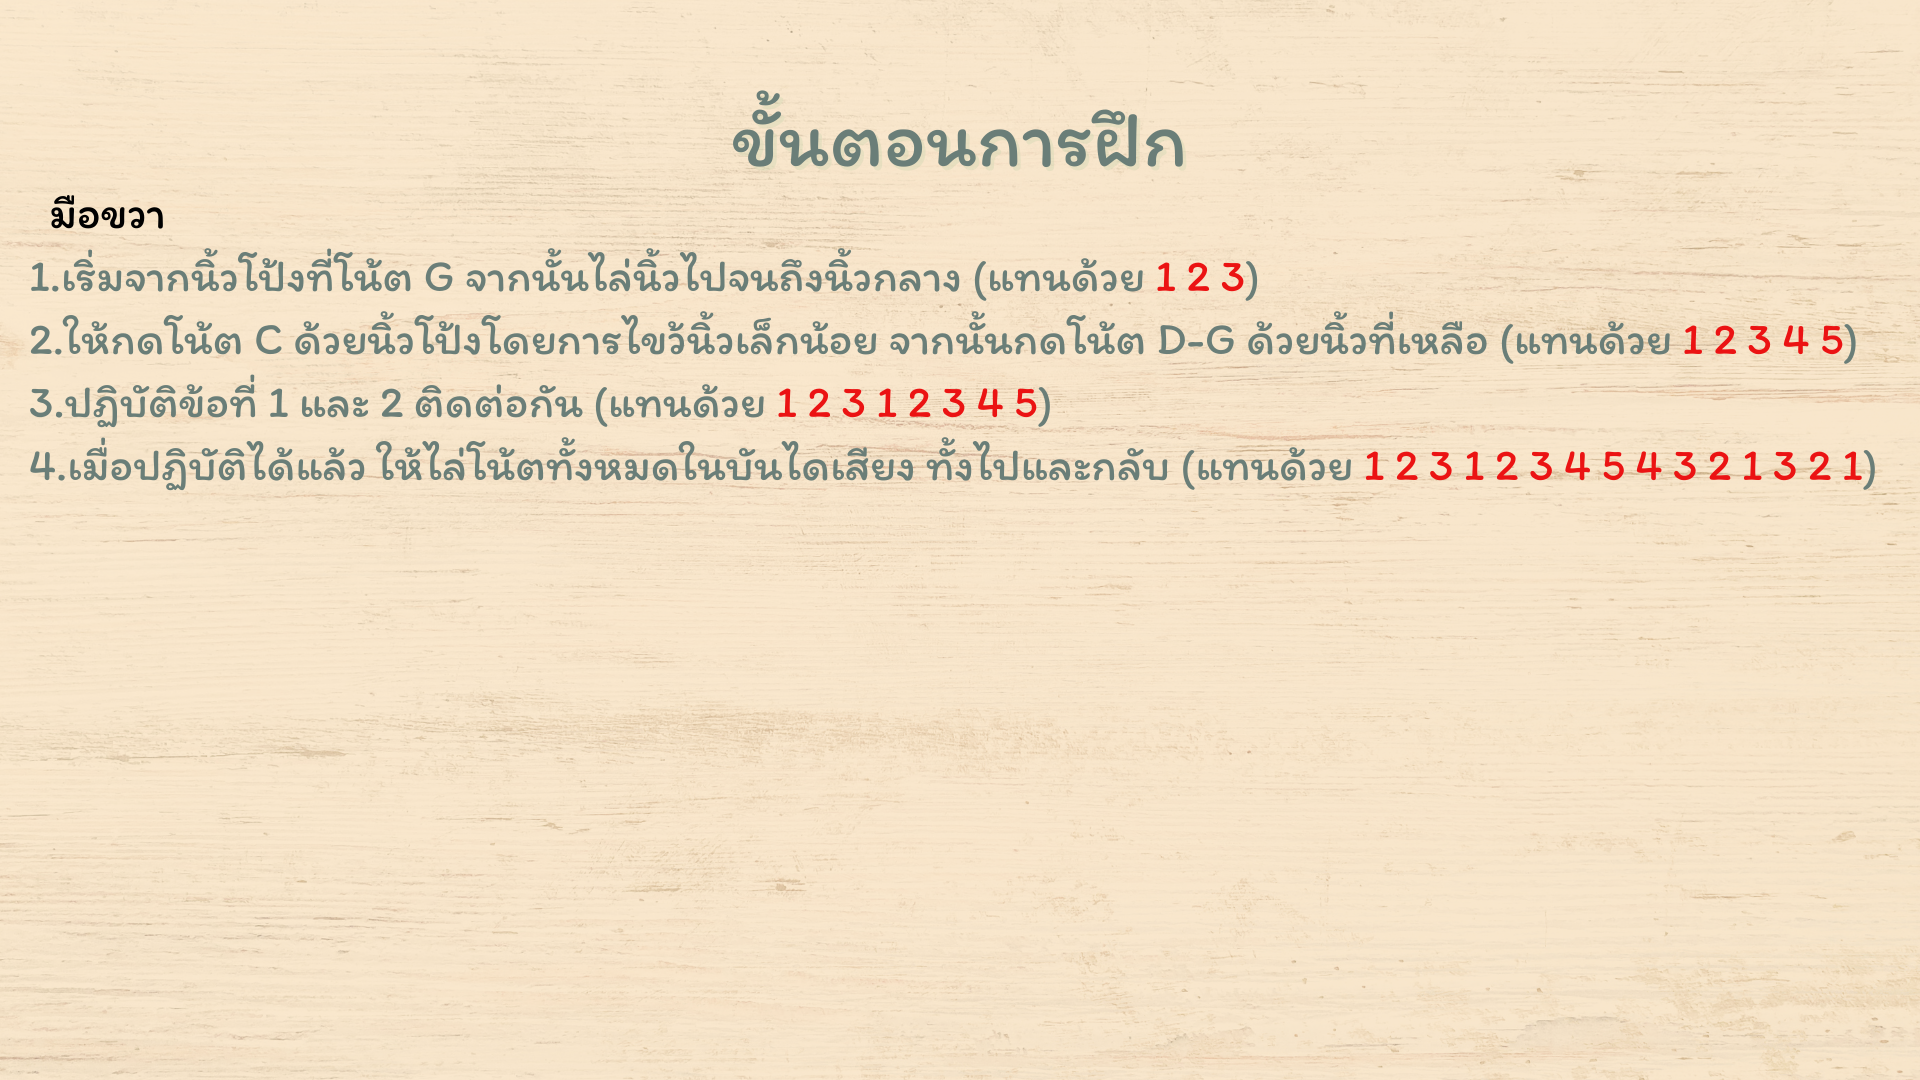 ขั้นตอนการฝึก
มือขวา
1.เริ่มจากนิ้วโป้งที่โน้ต G จากนั้นไล่นิ้วไปจนถึงนิ้วกลาง (แทนด้วย 1 2 3)
2.ให้กดโน้ต C ด้วยนิ้วโป้งโดยการไขว้นิ้วเล็กน้อย จากนั้นกดโน้ต D-G ด้วยนิ้วที่เหลือ (แทนด้วย 1 2 3 4 5)
3.ปฏิบัติข้อที่ 1 และ 2 ติดต่อกัน (แทนด้วย 1 2 3 1 2 3 4 5)
4.เมื่อปฏิบัติได้แล้ว ให้ไล่โน้ตทั้งหมดในบันไดเสียง ทั้งไปและกลับ (แทนด้วย 1 2 3 1 2 3 4 5 4 3 2 1 3 2 1)